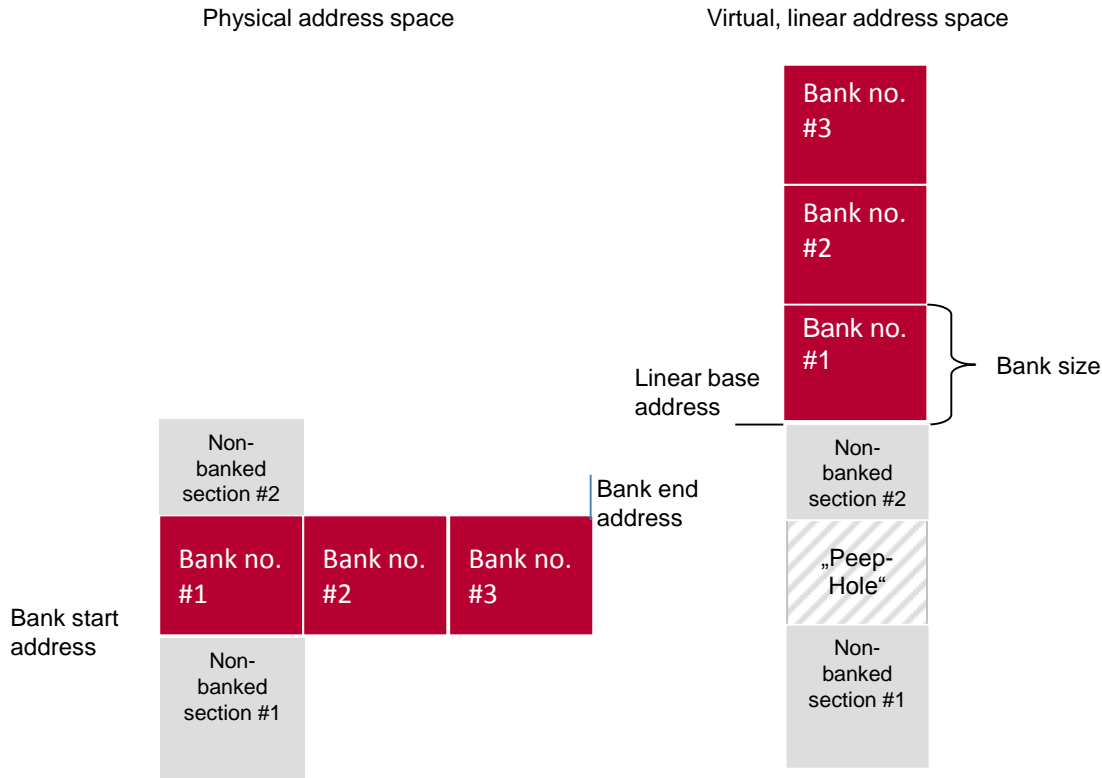 Physical address space
Virtual, linear address space
Bank no.
#3
Bank no.
#2
Bank no.
#1
Bank size
Linear base
address
Non-
banked
section #2
Non-
banked
section #2
Bank end
address
Bank no.
#1
Bank no.
#2
Bank no.
#3
„Peep-
Hole“
Bank start
address
Non-
banked
section #1
Non-
banked
section #1